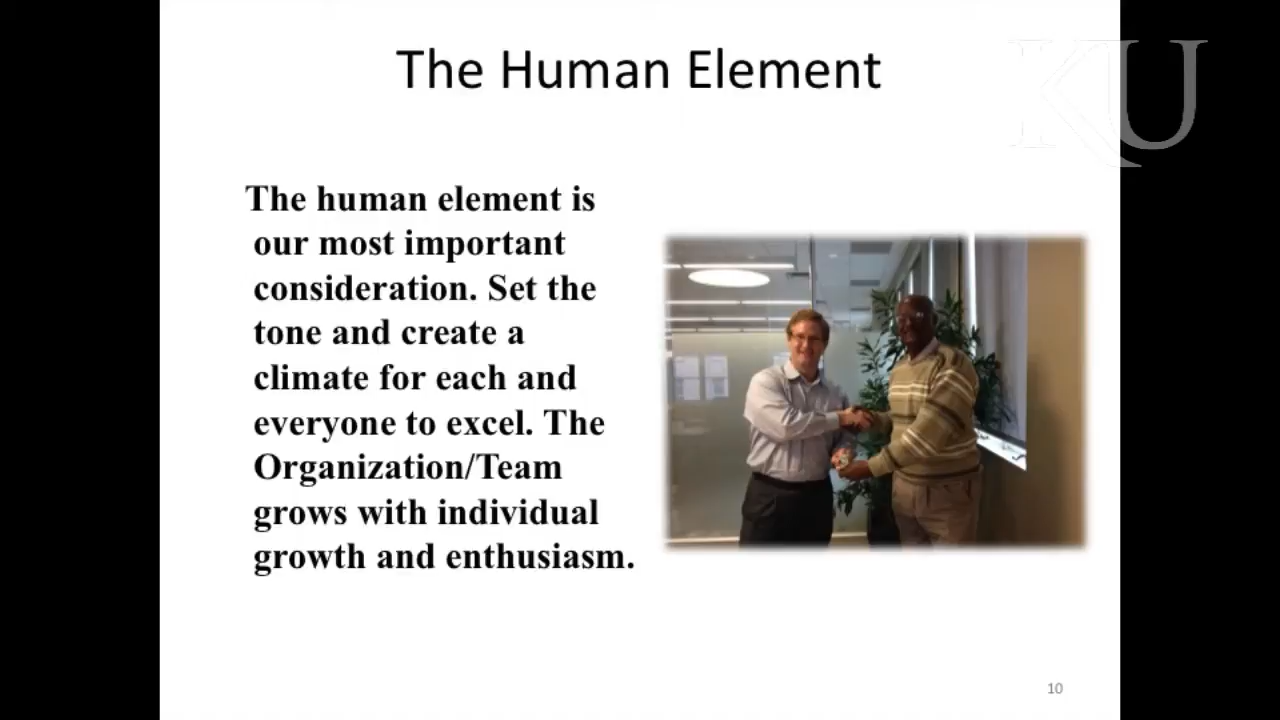 The Human Element
KU
The human element is
our most important
consideration. Set the
tone and create a
climate for each and
everyone to excel. The
Organization/Team
grows with individual
growth and enthusiasm.
10